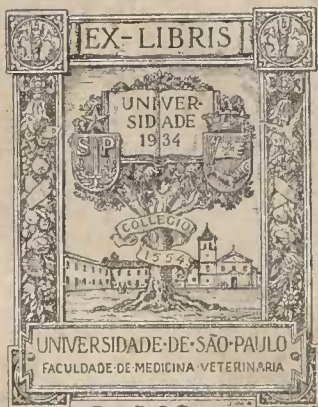 EX-LIBRIS
UNIVER-
SIDADE
1934
S P
COLLEGIO
1554
UNIVERSIDADE·DE·SÃO·PAULO
FACULDADE·DE·MEDICINA·VETERINARIA